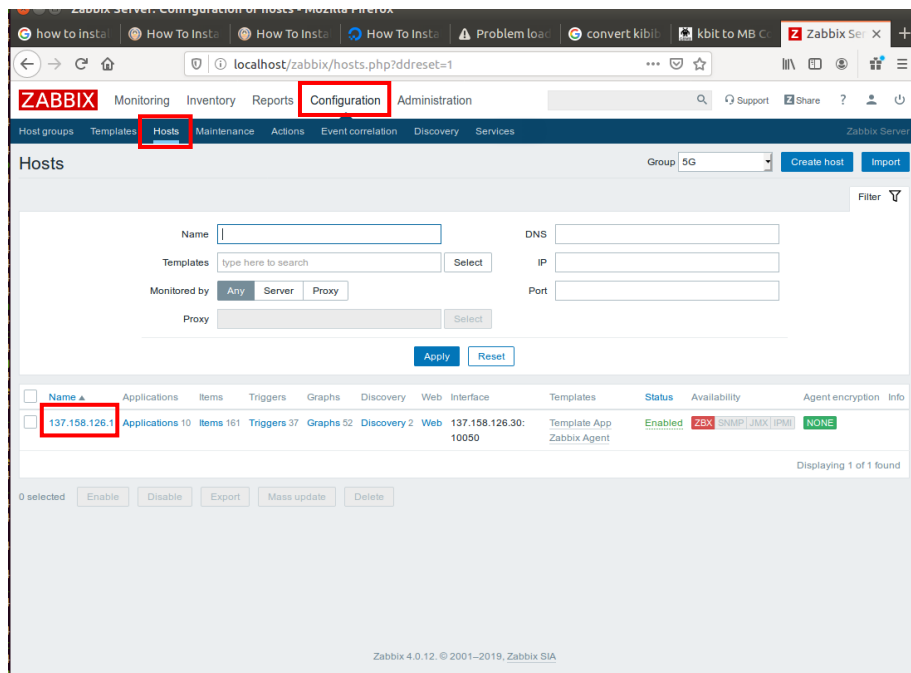 Zabbix Server: Configuration of hosts - Mozilla Firefox
how to instal How To Insta How To Insta How To Insta Problem load convert kibib kbit to MB Co Zabbix Ser
localhost/zabbix/hosts.php?ddreset=1
ZABBIX Monitoring Inventory Reports Configuration Administration Support Z Share ?
Host groups Templates Hosts Maintenance Actions Event correlation Discovery Services Zabbix Server
Hosts Group 5G Create host Import
Filter
Name DNS
Templates type here to search Select IP
Monitored by Any Server Proxy Port
Proxy Select
Apply Reset
Name Applications Items Triggers Graphs Discovery Web Interface Templates Status Availability Agent encryption Info
137.158.126.1 Applications 10 Items 161 Triggers 37 Graphs 52 Discovery 2 Web 137.158.126.30: Template App Enabled ZBX SNMP JMX IPMI NONE
10050 Zabbix Agent
Displaying 1 of 1 found
0 selected Enable Disable Export Mass update Delete
Zabbix 4.0.12. © 2001–2019, Zabbix SIA